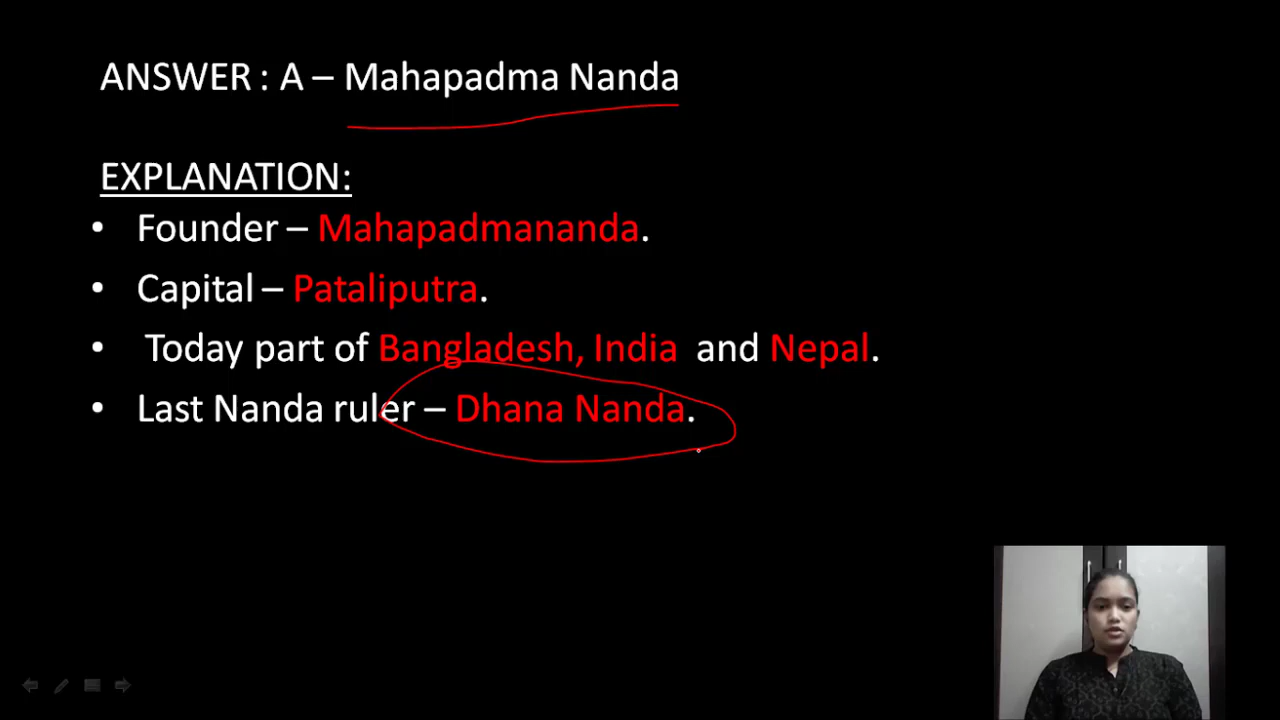 ANSWER : A – Mahapadma Nanda
EXPLANATION:
• Founder – Mahapadmananda.
• Capital – Pataliputra.
• Today part of Bangladesh, India and Nepal.
• Last Nanda ruler – Dhana Nanda.